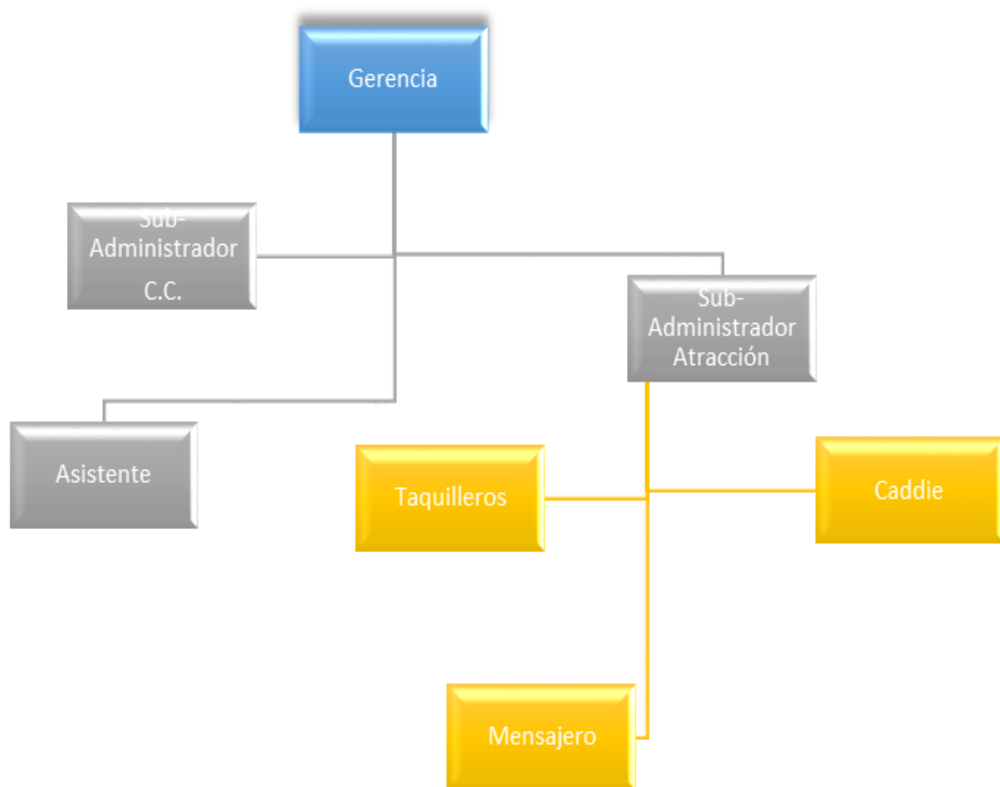 Gerencia
Sub-
Administrador
C.C.
Sub-
Administrador
Atracción
Asistente
Taquilleros
Caddie
Mensajero